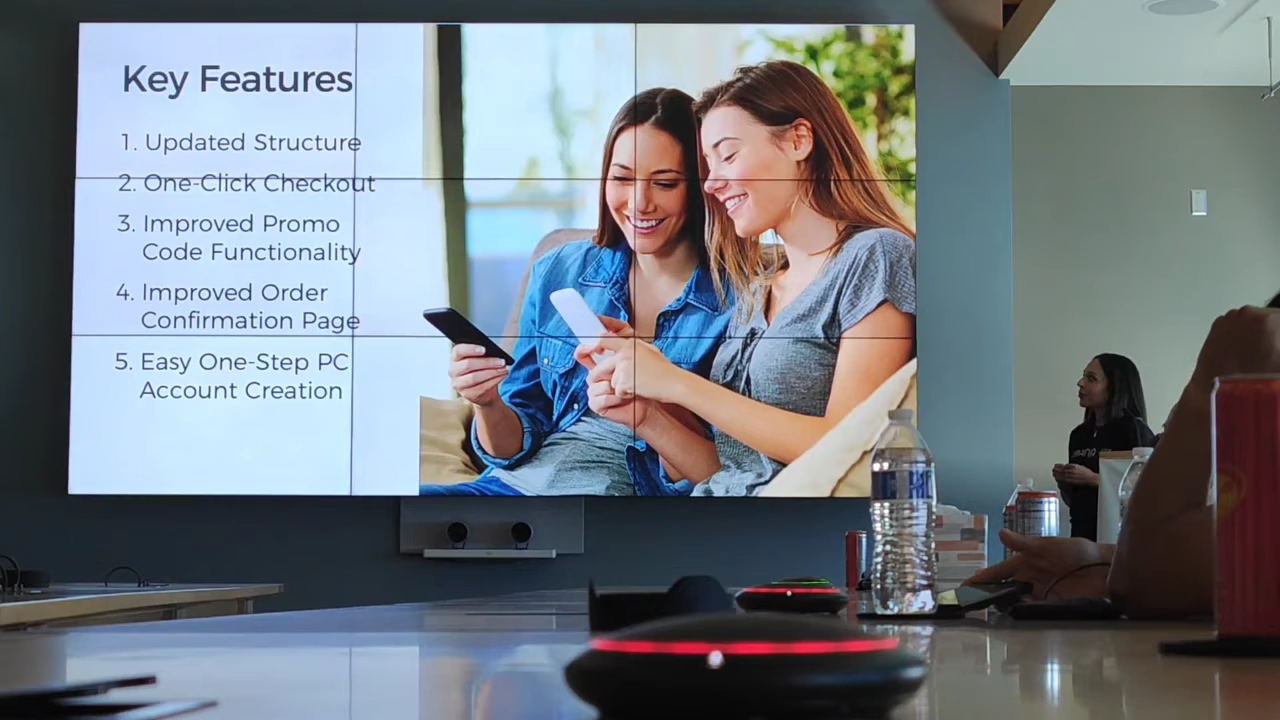 Key Features
1. Updated Structure
2. One-Click Checkout
3. Improved Promo
Code Functionality
4. Improved Order
Confirmation Page
5. Easy One-Step PC
Account Creation